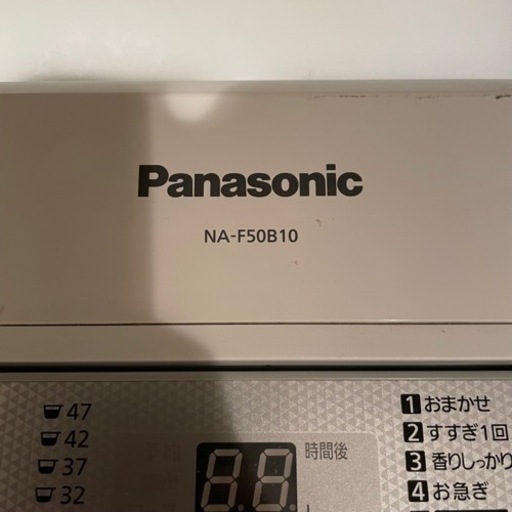 Panasonic
NA-F50B10
47
42
37
32
88
時間後
1 おまかせ
2 すすぎ1回
3 香りしっかり
4 お急ぎ